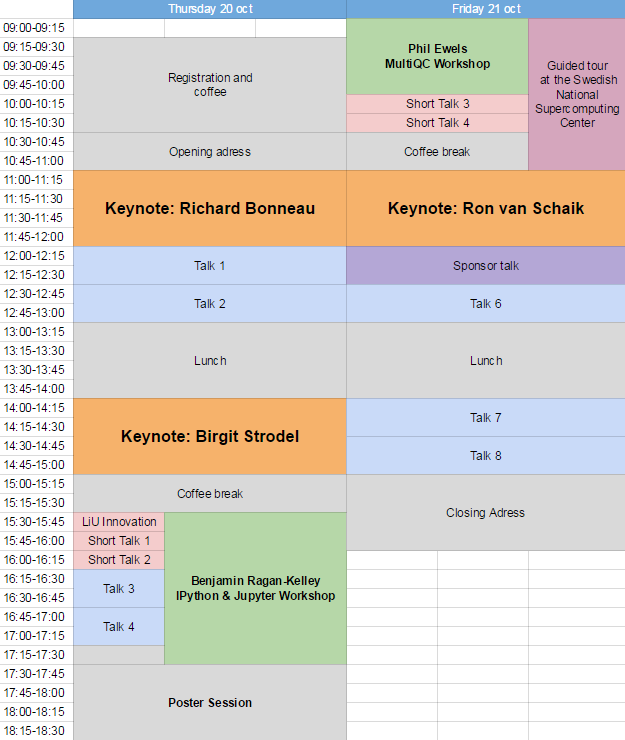 Thursday 20 oct Friday 21 oct
09:00-09:15
09:15-09:30
09:30-09:45
09:45-10:00
10:00-10:15
10:15-10:30
10:30-10:45
10:45-11:00
11:00-11:15
11:15-11:30
11:30-11:45
11:45-12:00
12:00-12:15
12:15-12:30
12:30-12:45
12:45-13:00
13:00-13:15
13:15-13:30
13:30-13:45
13:45-14:00
14:00-14:15
14:15-14:30
14:30-14:45
14:45-15:00
15:00-15:15
15:15-15:30
15:30-15:45
15:45-16:00
16:00-16:15
16:15-16:30
16:30-16:45
16:45-17:00
17:00-17:15
17:15-17:30
17:30-17:45
17:45-18:00
18:00-18:15
18:15-18:30
Registration and
coffee
Opening adress
Keynote: Richard Bonneau
Talk 1
Talk 2
Lunch
Keynote: Birgit Strodel
Coffee break
LiU Innovation
Short Talk 1
Short Talk 2
Talk 3
Talk 4
Benjamin Ragan-Kelley
IPython & Jupyter Workshop
Poster Session
Phil Ewels
MultiQC Workshop
Short Talk 3
Short Talk 4
Coffee break
Guided tour
at the Swedish
National
Supercomputing
Center
Keynote: Ron van Schaik
Sponsor talk
Talk 6
Lunch
Talk 7
Talk 8
Closing Adress